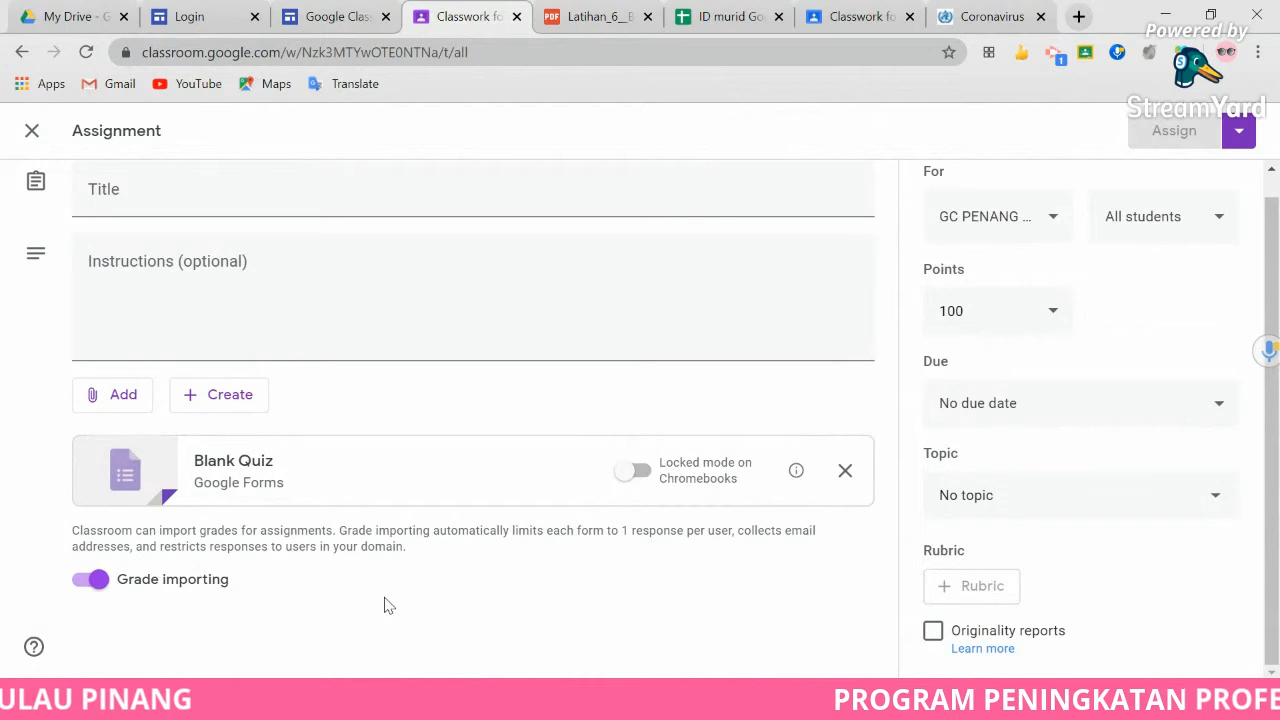 My Drive - G
Login
Google Class
Classwork fo
Latihan_6__B
ID murid Go
Classwork fo
Coronavirus
classroom.google.com/w/Nzk3MTYwOTE0NTNa/t/all
Apps
Gmail
YouTube
Maps
Translate
Powered by
StreamYard
Assignment
Assign
Title
Instructions (optional)
Add
Create
Blank Quiz
Google Forms
Locked mode on
Chromebooks
Classroom can import grades for assignments. Grade importing automatically limits each form to 1 response per user, collects email
addresses, and restricts responses to users in your domain.
Grade importing
For
GC PENANG ...
All students
Points
100
Due
No due date
Topic
No topic
Rubric
Rubric
Originality reports
Learn more
ULAU PINANG
PROGRAM PENINGKATAN PROFE